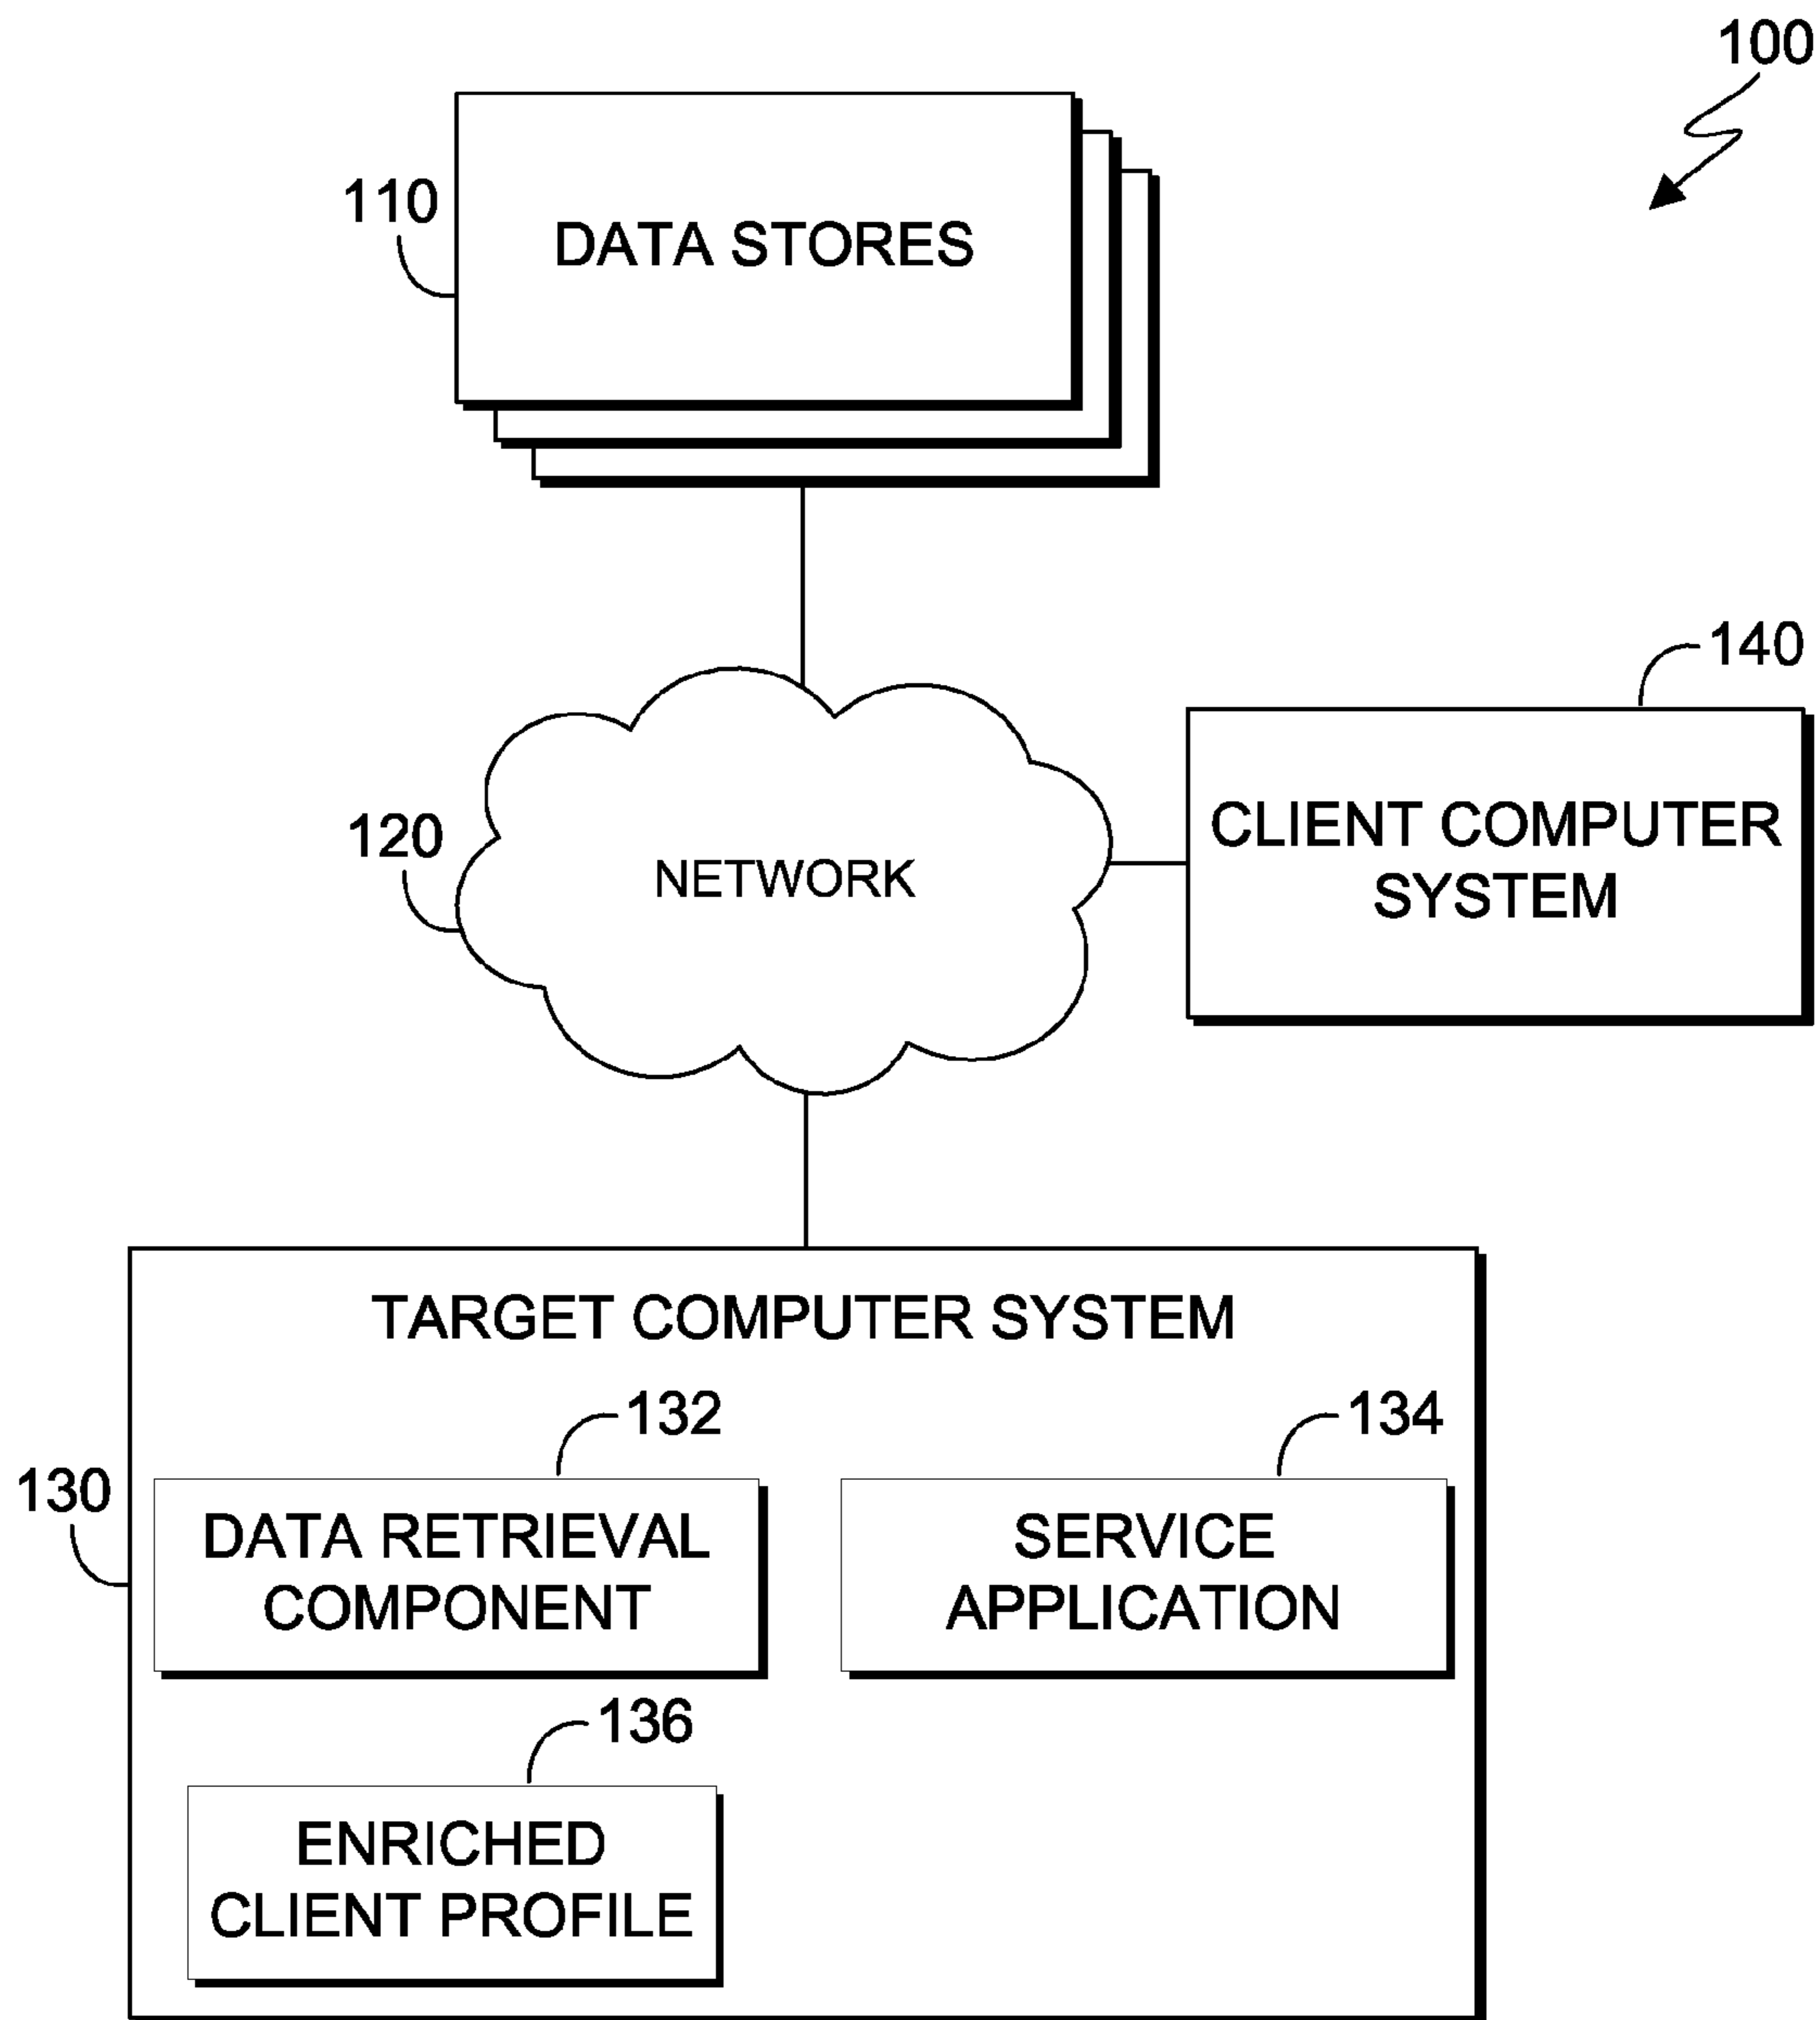 100
110
DATA STORES
140
120
NETWORK
CLIENT COMPUTER
SYSTEM
TARGET COMPUTER SYSTEM
130
132
DATA RETRIEVAL
COMPONENT
134
SERVICE
APPLICATION
136
ENRICHED
CLIENT PROFILE